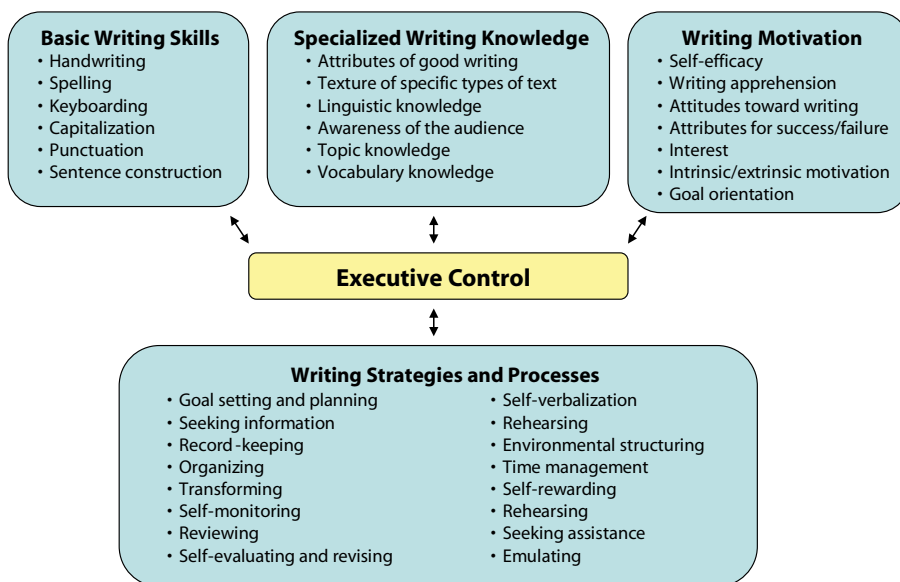 Basic Writing Skills
• Handwriting
• Spelling
• Keyboarding
• Capitalization
• Punctuation
• Sentence construction
Specialized Writing Knowledge
• Attributes of good writing
• Texture of specific types of text
• Linguistic knowledge
• Awareness of the audience
• Topic knowledge
• Vocabulary knowledge
Writing Motivation
• Self-efficacy
• Writing apprehension
• Attitudes toward writing
• Attributes for success/failure
• Interest
• Intrinsic/extrinsic motivation
• Goal orientation
Executive Control
Writing Strategies and Processes
• Goal setting and planning
• Seeking information
• Record-keeping
• Organizing
• Transforming
• Self-monitoring
• Reviewing
• Self-evaluating and revising
• Self-verbalization
• Rehearsing
• Environmental structuring
• Time management
• Self-rewarding
• Rehearsing
• Seeking assistance
• Emulating